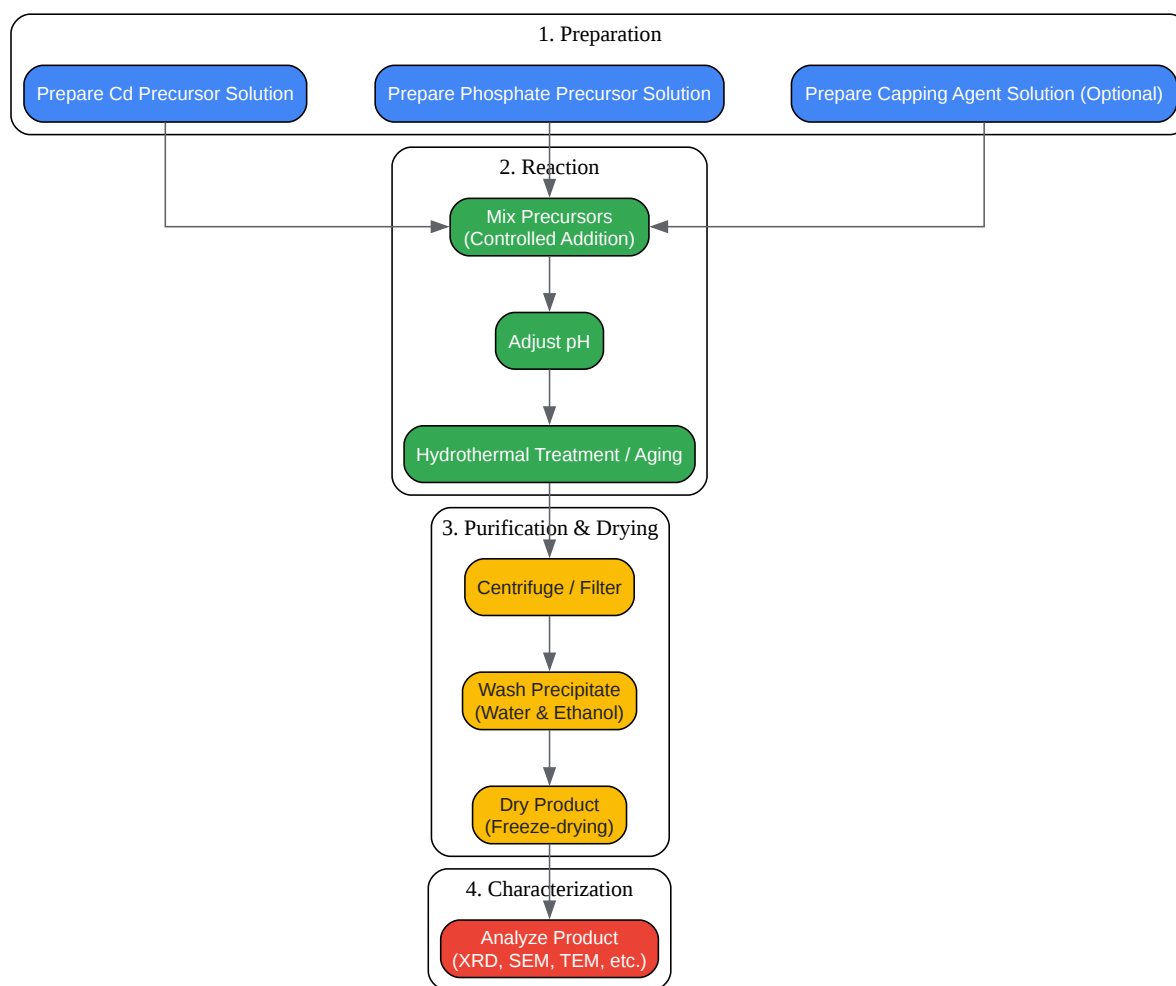 1. Preparation
Prepare Cd Precursor Solution
Prepare Phosphate Precursor Solution
Prepare Capping Agent Solution (Optional)
2. Reaction
Mix Precursors
(Controlled Addition)
Adjust pH
Hydrothermal Treatment / Aging
3. Purification & Drying
Centrifuge / Filter
Wash Precipitate
(Water & Ethanol)
Dry Product
(Freeze-drying)
4. Characterization
Analyze Product
(XRD, SEM, TEM, etc.)